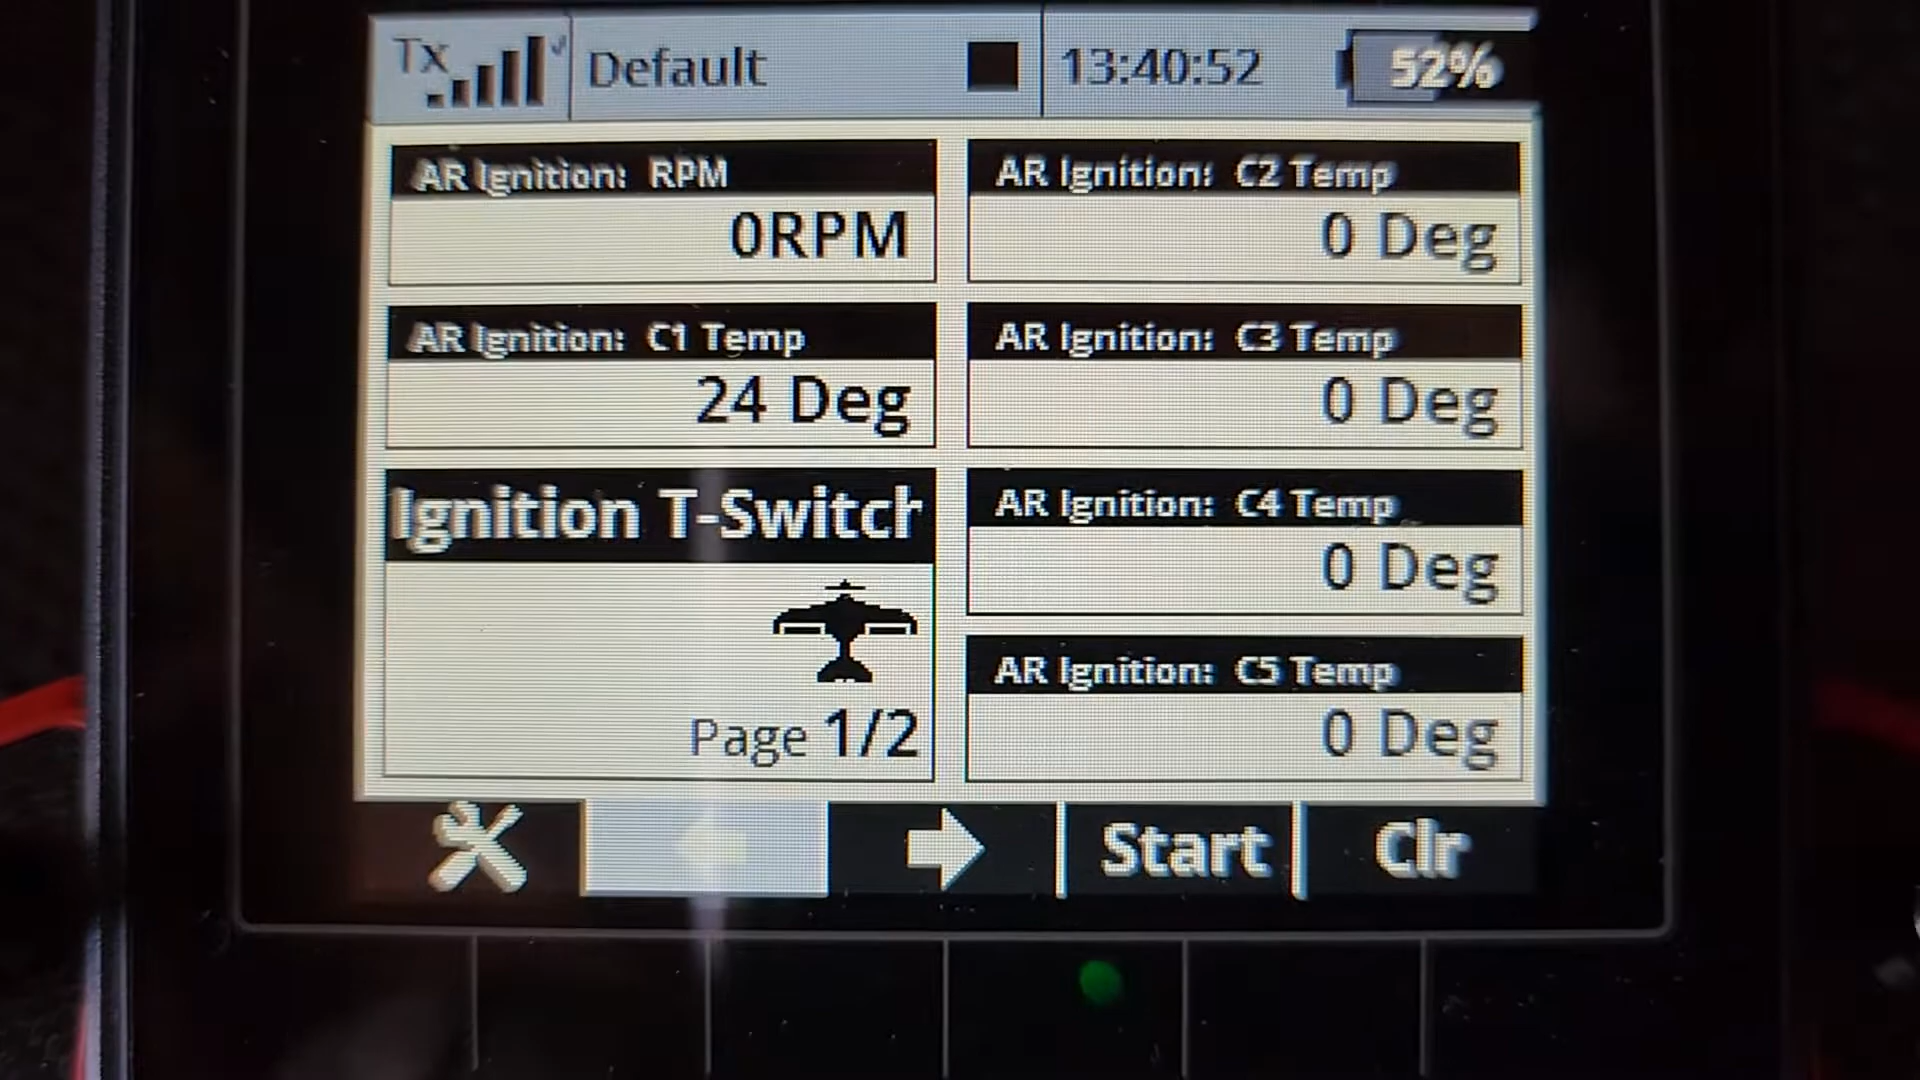 Tx Default 13:40:52 52%
AR Ignition: RPM
0RPM
AR Ignition: C1 Temp
24 Deg
Ignition T-Switch
Page 1/2
AR Ignition: C2 Temp
0 Deg
AR Ignition: C3 Temp
0 Deg
AR Ignition: C4 Temp
0 Deg
AR Ignition: C5 Temp
0 Deg
Start Clr